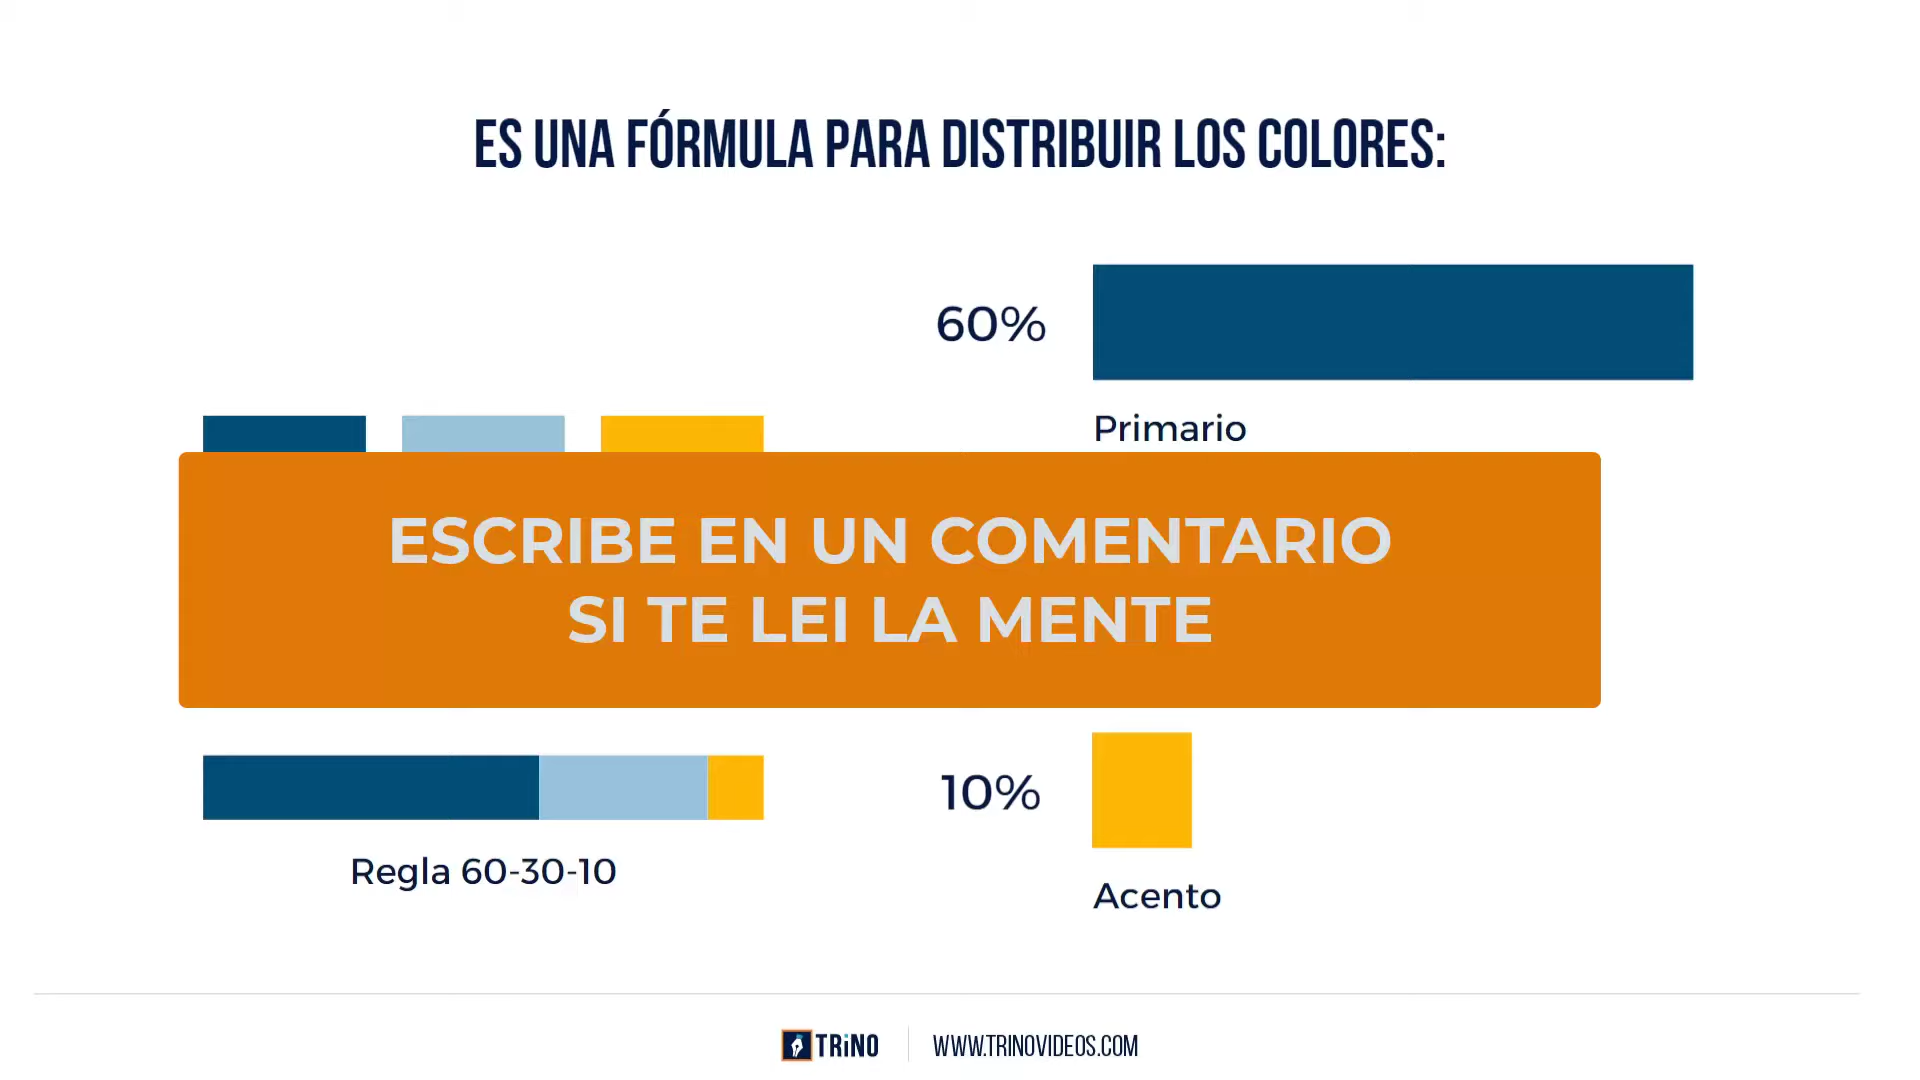 ES UNA FÓRMULA PARA DISTRIBUIR LOS COLORES:
60%
Primario
ESCRIBE EN UN COMENTARIO
SI TE LEI LA MENTE
10%
Regla 60-30-10
Acento
TRiNO
WWW.TRINOVIDEOS.COM